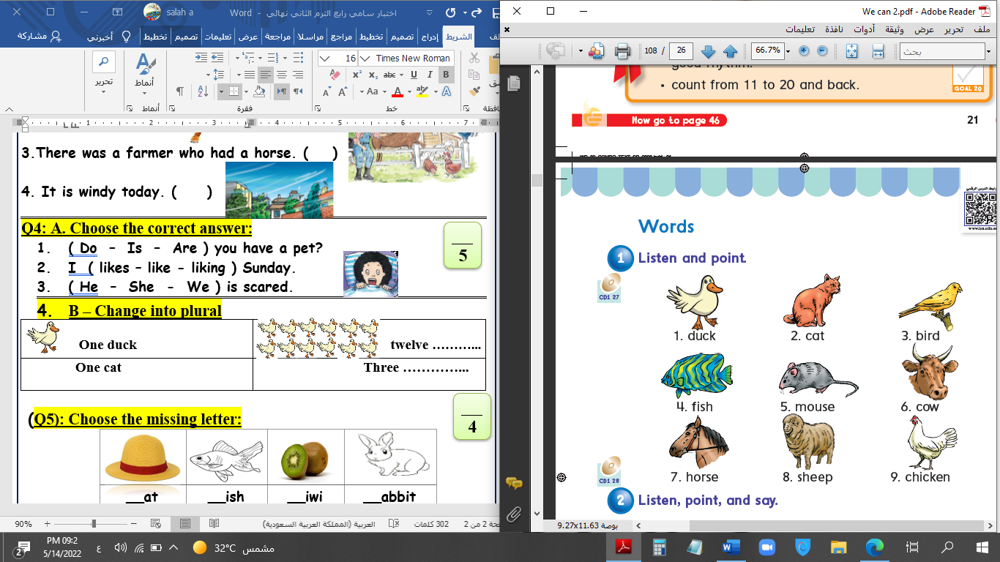 salah a
اختبار سامي رابع الترم الثاني نهائي - Word
الشريط
إدراج
تصميم
تخطيط
مراجع
مراسلا
مراجعة
عرض
تعليمات
تصميم
تخطيط
أخبرني
مشاركة
16
Times New Roman
تحرير
أنماط
أنماط
فقرة
خط
3.There was a farmer who had a horse. ( )
4. It is windy today. ( )
Q4: A. Choose the correct answer:
1. ( Do - Is - Are ) you have a pet?
2. I ( likes – like - liking ) Sunday.
3. ( He - She - We ) is scared.
5
4. B – Change into plural
One duck
twelve ………...
One cat
Three …………...
(Q5): Choose the missing letter:
4
__at
__ish
__iwi
__abbit
90%
العربية (المملكة العربية السعودية)
302 كلمات
صفحة 2 من 2
We can 2.pdf - Adobe Reader
ملف
تحرير
عرض
وثيقة
أدوات
نافذة
تعليمات
108 / 26
66.7%
بحث
good rhythm.
• count from 11 to 20 and back.
GOAL 20
Now go to page 46
21
Words
1 Listen and point.
CD1 27
1. duck
2. cat
3. bird
4. fish
5. mouse
6. cow
7. horse
8. sheep
9. chicken
CD1 28
2 Listen, point, and say.
9.27x11.63 بوصة
PM 09:2
5/14/2022
2
ع
32°C
مشمس